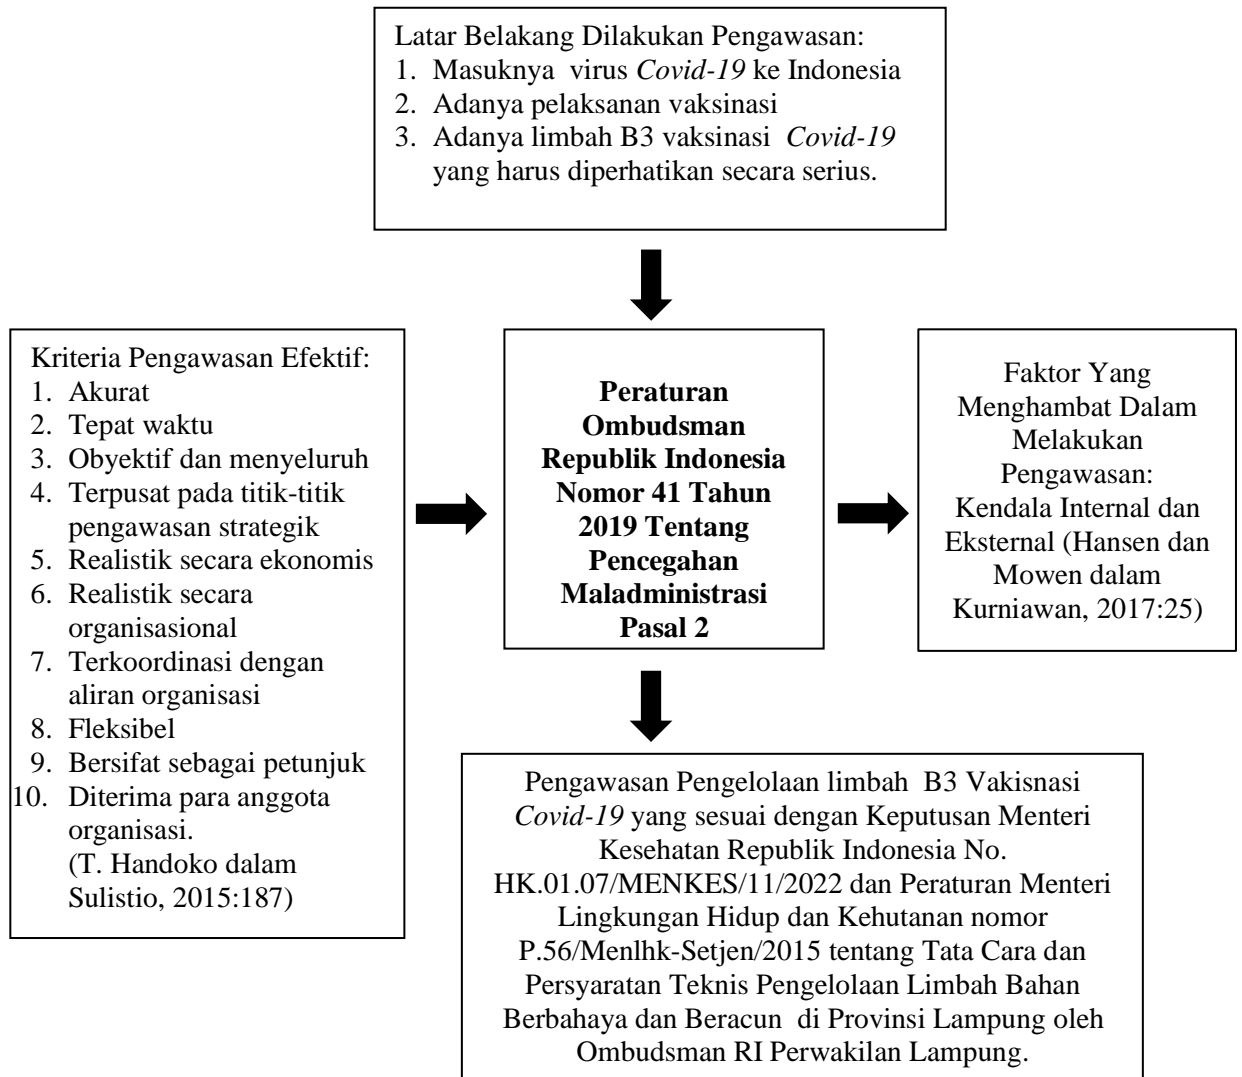 Latar Belakang Dilakukan Pengawasan:
1. Masuknya virus Covid-19 ke Indonesia
2. Adanya pelaksanan vaksinasi
3. Adanya limbah B3 vaksinasi Covid-19
yang harus diperhatikan secara serius.
Kriteria Pengawasan Efektif:
1. Akurat
2. Tepat waktu
3. Obyektif dan menyeluruh
4. Terpusat pada titik-titik
pengawasan strategik
5. Realistik secara ekonomis
6. Realistik secara
organisasional
7. Terkoordinasi dengan
aliran organisasi
8. Fleksibel
9. Bersifat sebagai petunjuk
10. Diterima para anggota
organisasi.
(T. Handoko dalam
Sulistio, 2015:187)
Peraturan
Ombudsman
Republik Indonesia
Nomor 41 Tahun
2019 Tentang
Pencegahan
Maladministrasi
Pasal 2
Faktor Yang
Menghambat Dalam
Melakukan
Pengawasan:
Kendala Internal dan
Eksternal (Hansen dan
Mowen dalam
Kurniawan, 2017:25)
Pengawasan Pengelolaan limbah B3 Vakisnasi
Covid-19 yang sesuai dengan Keputusan Menteri
Kesehatan Republik Indonesia No.
HK.01.07/MENKES/11/2022 dan Peraturan Menteri
Lingkungan Hidup dan Kehutanan nomor
P.56/Menlhk-Setjen/2015 tentang Tata Cara dan
Persyaratan Teknis Pengelolaan Limbah Bahan
Berbahaya dan Beracun di Provinsi Lampung oleh
Ombudsman RI Perwakilan Lampung.